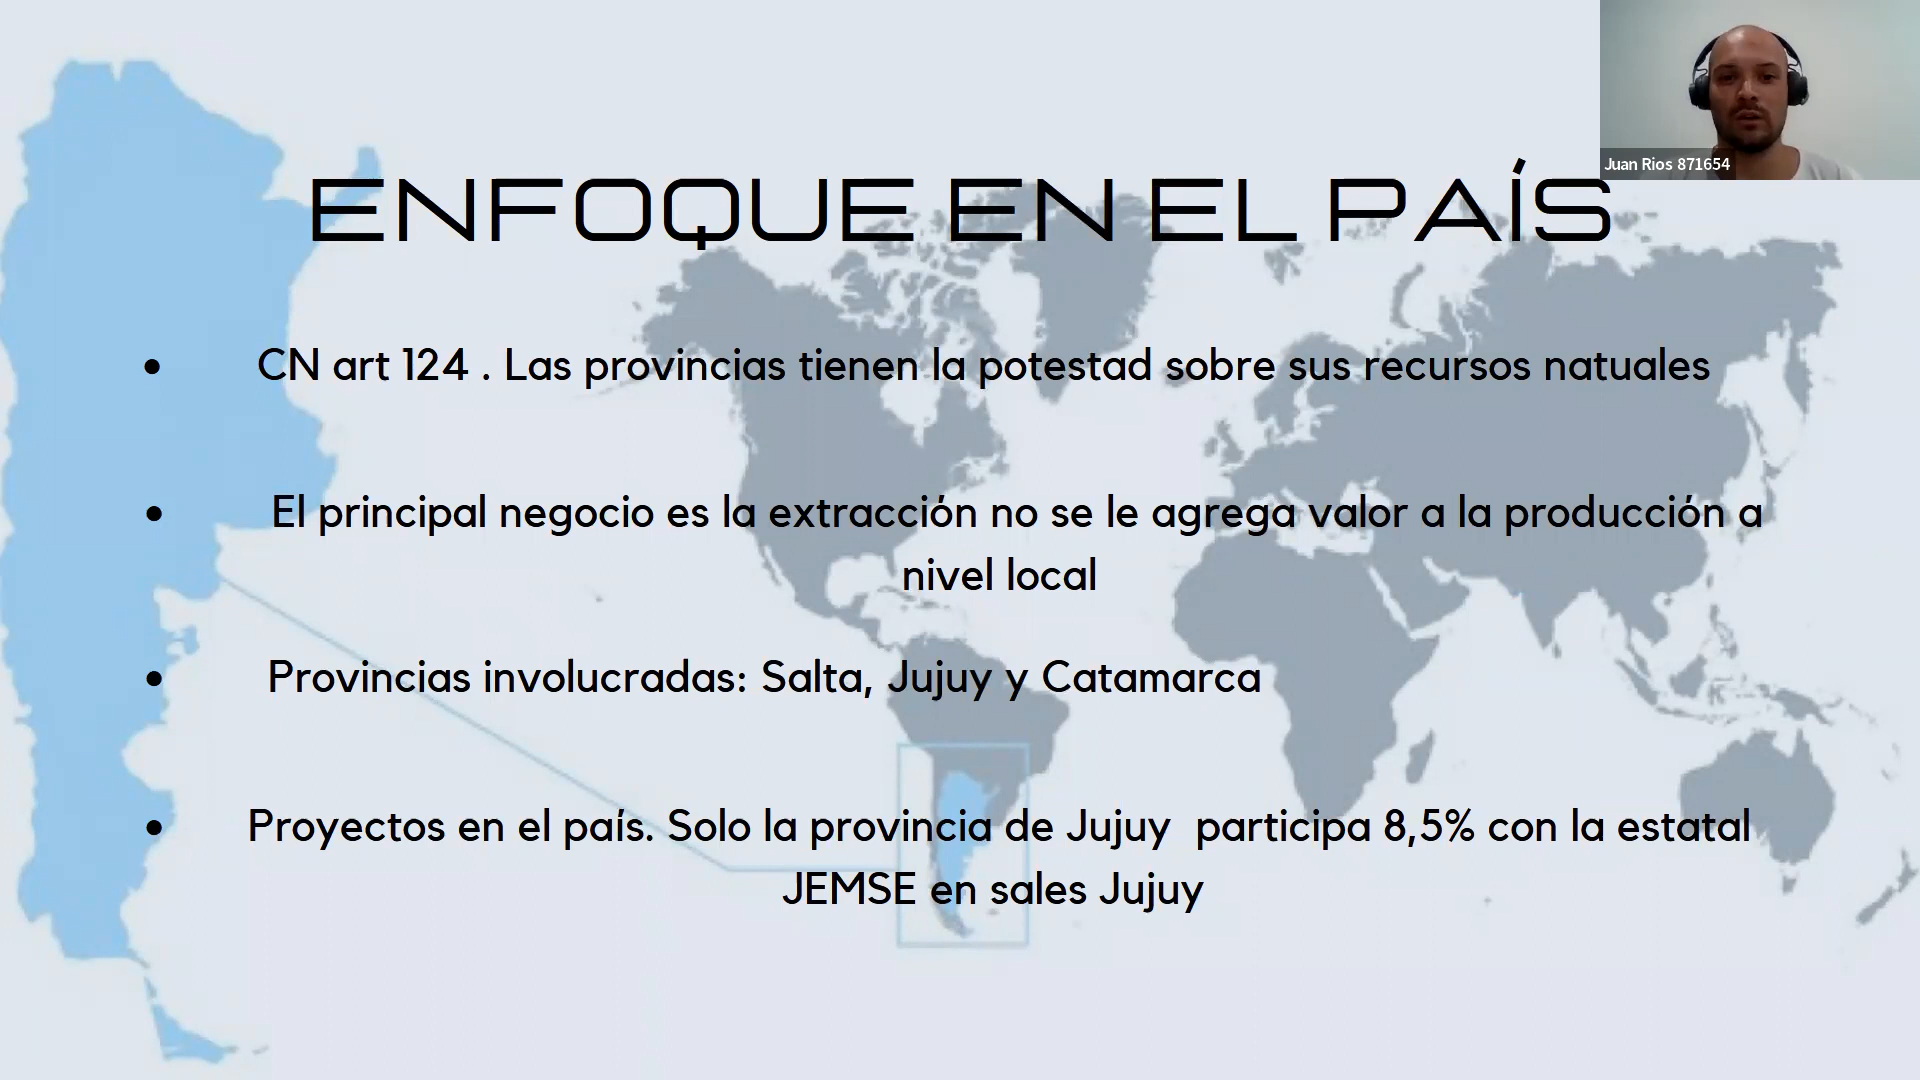 Juan Rios 871654
ENFOQUE EN EL PAÍS
• CN art 124 . Las provincias tienen la potestad sobre sus recursos natuales
• El principal negocio es la extracción no se le agrega valor a la producción a
nivel local
• Provincias involucradas: Salta, Jujuy y Catamarca
• Proyectos en el país. Solo la provincia de Jujuy participa 8,5% con la estatal
JEMSE en sales Jujuy